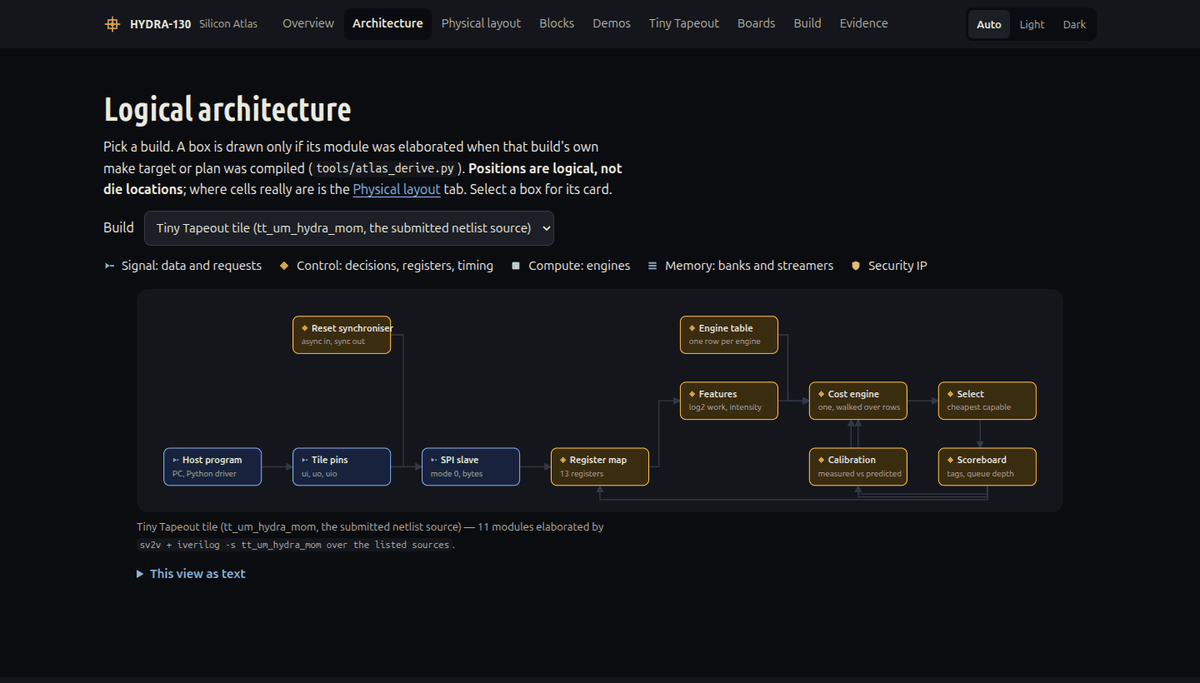 HYDRA-130 Silicon Atlas Overview Architecture Physical layout Blocks Demos Tiny Tapeout Boards Build Evidence Auto Light Dark
Logical architecture
Pick a build. A box is drawn only if its module was elaborated when that build's own
make target or plan was compiled ( tools/atlas_derive.py ). Positions are logical, not
die locations; where cells really are is the Physical layout tab. Select a box for its card.
Build Tiny Tapeout tile (tt_um_hydra_mom, the submitted netlist source)
Signal: data and requests Control: decisions, registers, timing Compute: engines Memory: banks and streamers Security IP
Reset synchroniser
async in, sync out
Engine table
one row per engine
Features
log2 work, intensity
Cost engine
one, walked over rows
Select
cheapest capable
Host program
PC, Python driver
Tile pins
ui, uo, uio
SPI slave
mode 0, bytes
Register map
13 registers
Calibration
measured vs predicted
Scoreboard
tags, queue depth
Tiny Tapeout tile (tt_um_hydra_mom, the submitted netlist source) — 11 modules elaborated by
sv2v + iverilog -s tt_um_hydra_mom over the listed sources .
This view as text